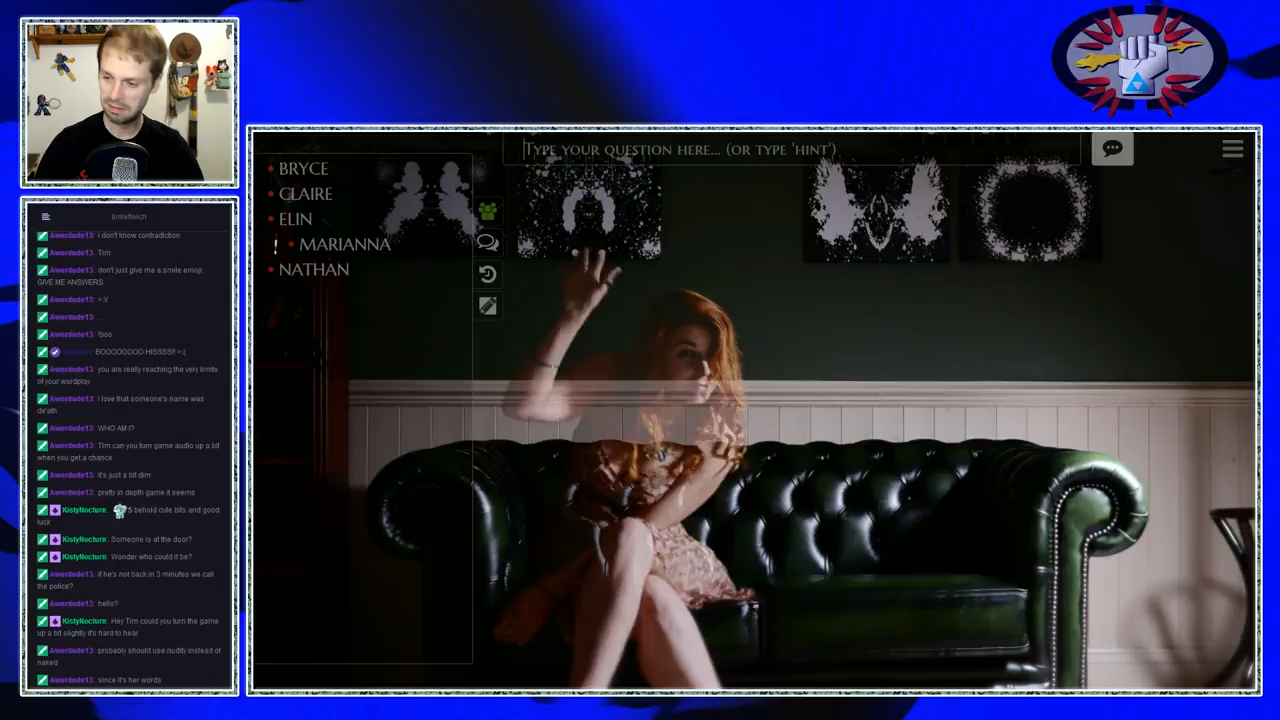 timleftwich
Awerdude13: i don't know contradiction
Awerdude13: Tim
Awerdude13: don't just give me a smile emoji,
GIVE ME ANSWERS
Awerdude13: >:V
Awerdude13: . .
Awerdude13: !boo
BOOOOOOOO HISSSS!! >:(
Awerdude13: you are really reaching the very limits
of your wordplay
Awerdude13: i love that someone's name was
de'ath
Awerdude13: WHO AM I?
Awerdude13: Tim can you turn game audio up a bit
when you get a chance
Awerdude13: it's just a bit dim
Awerdude13: pretty in depth game it seems
KistyNocturn: 5 behold cute bits and good
luck
KistyNocturn: Someone is at the door?
KistyNocturn: Wonder who could it be?
Awerdude13: if he's not back in 3 minutes we call
the police?
Awerdude13: hello?
KistyNocturn: Hey Tim could you turn the game
up a bit slightly it's hard to hear
Awerdude13: probably should use nudity instead of
naked
Awerdude13: since it's her words
BRYCE
CLAIRE
ELIN
! MARIANNA
NATHAN
TYPE YOUR QUESTION HERE... (OR TYPE 'HINT')